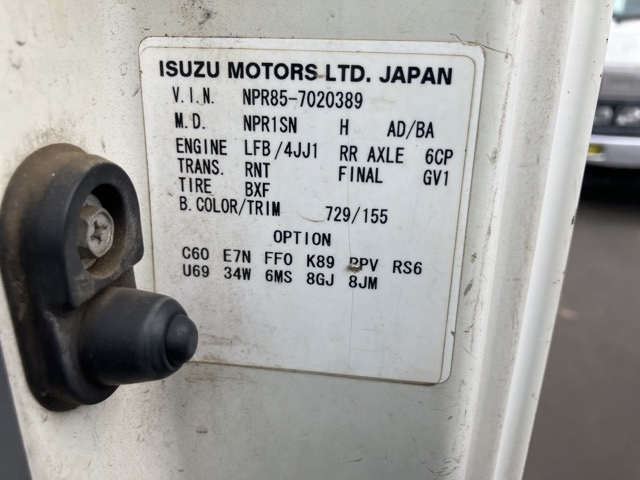 ISUZU MOTORS LTD. JAPAN
V.I.N. NPR85-7020389
M.D. NPR1SN H AD/BA
ENGINE LFB/4JJ1 RR AXLE 6CP
TRANS. RNT FINAL GV1
TIRE BXF
B.COLOR/TRIM 729/155
OPTION
C60 E7N FF0 K89 PPV RS6
U69 34W 6MS 8GJ 8JM